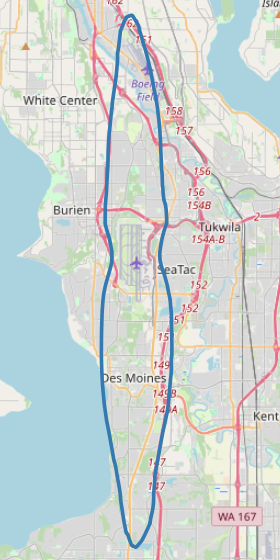 162
151
Boeing
Field
White Center
158
157
156
156
154B
Burien
2
Tukwila
154A-B
SeaTac
152
152
51
149
Des Moines
149B
149A
Kent
147
147
WA 167